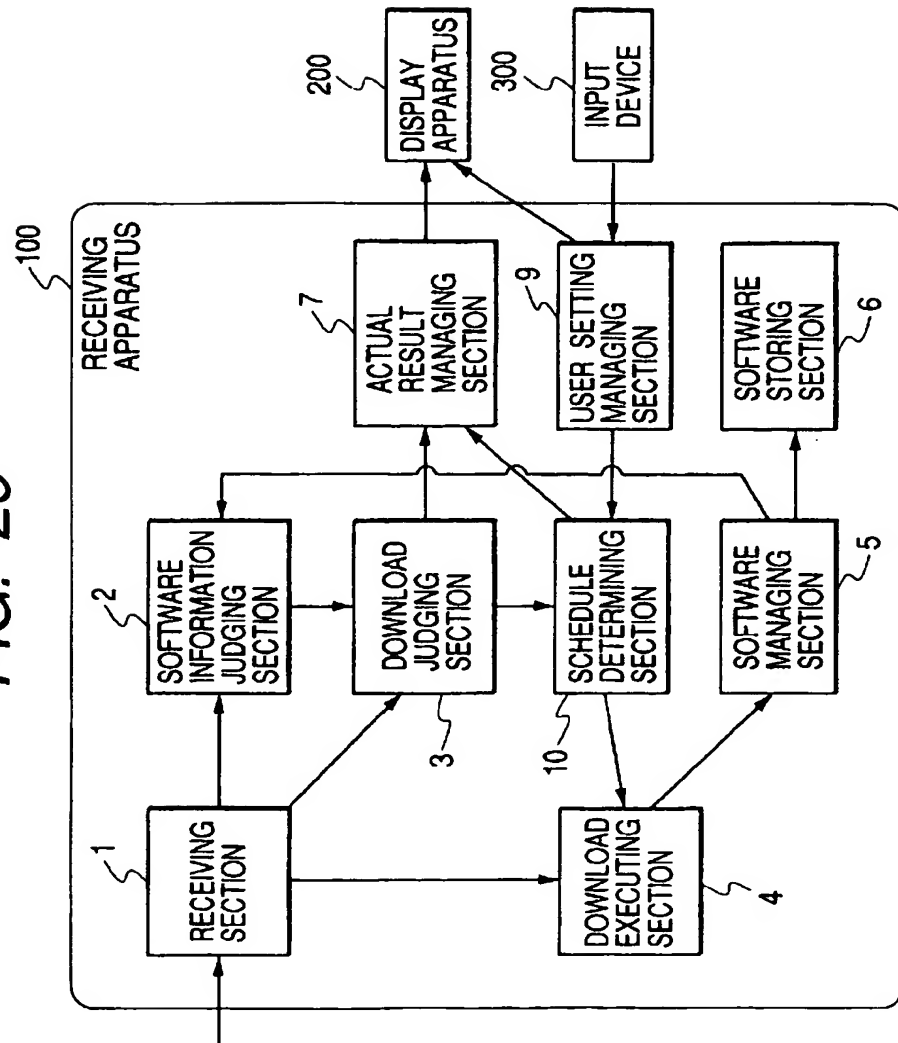 FIG.
100
RECEIVING
APPARATUS
1
RECEIVING
SECTION
2
SOFTWARE
INFORMATION
JUDGING
SECTION
3
DOWNLOAD
JUDGING
SECTION
7
ACTUAL
RESULT
MANAGING
SECTION
200
DISPLAY
APPARATUS
4
DOWNLOAD
EXECUTING
SECTION
10
SCHEDULE
DETERMINING
SECTION
9
USER SETTING
MANAGING
SECTION
300
INPUT
DEVICE
5
SOFTWARE
MANAGING
SECTION
6
SOFTWARE
STORING
SECTION